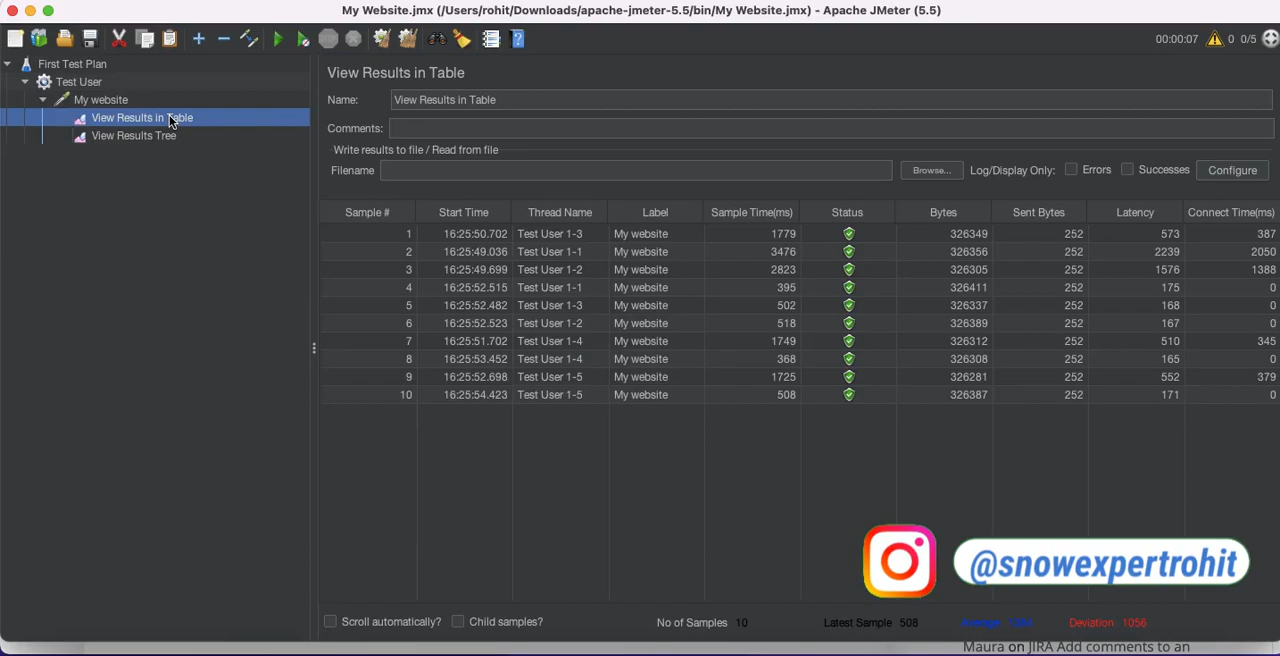 My Website.jmx (/Users/rohit/Downloads/apache-jmeter-5.5/bin/My Website.jmx) - Apache JMeter (5.5)
00:00:07 0 0/5
First Test Plan
Test User
My website
View Results in Table
View Results Tree
View Results in Table
Name: View Results in Table
Comments:
Write results to file / Read from file
Filename Browse... Log/Display Only: Errors Successes Configure
Sample # Start Time Thread Name Label Sample Time(ms) Status Bytes Sent Bytes Latency Connect Time(ms)
1 16:25:50.702 Test User 1-3 My website 1779 326349 252 573 387
2 16:25:49.036 Test User 1-1 My website 3476 326356 252 2239 2050
3 16:25:49.699 Test User 1-2 My website 2823 326305 252 1576 1388
4 16:25:52.515 Test User 1-1 My website 395 326411 252 175 0
5 16:25:52.482 Test User 1-3 My website 502 326337 252 168 0
6 16:25:52.523 Test User 1-2 My website 518 326389 252 167 0
7 16:25:51.702 Test User 1-4 My website 1749 326312 252 510 345
8 16:25:53.452 Test User 1-4 My website 368 326308 252 165 0
9 16:25:52.698 Test User 1-5 My website 1725 326281 252 552 379
10 16:25:54.423 Test User 1-5 My website 508 326387 252 171 0
@snowexpertrohit
Scroll automatically? Child samples? No of Samples 10 Latest Sample 508 Average Deviation 1056
Maura on JIRA Add comments to an